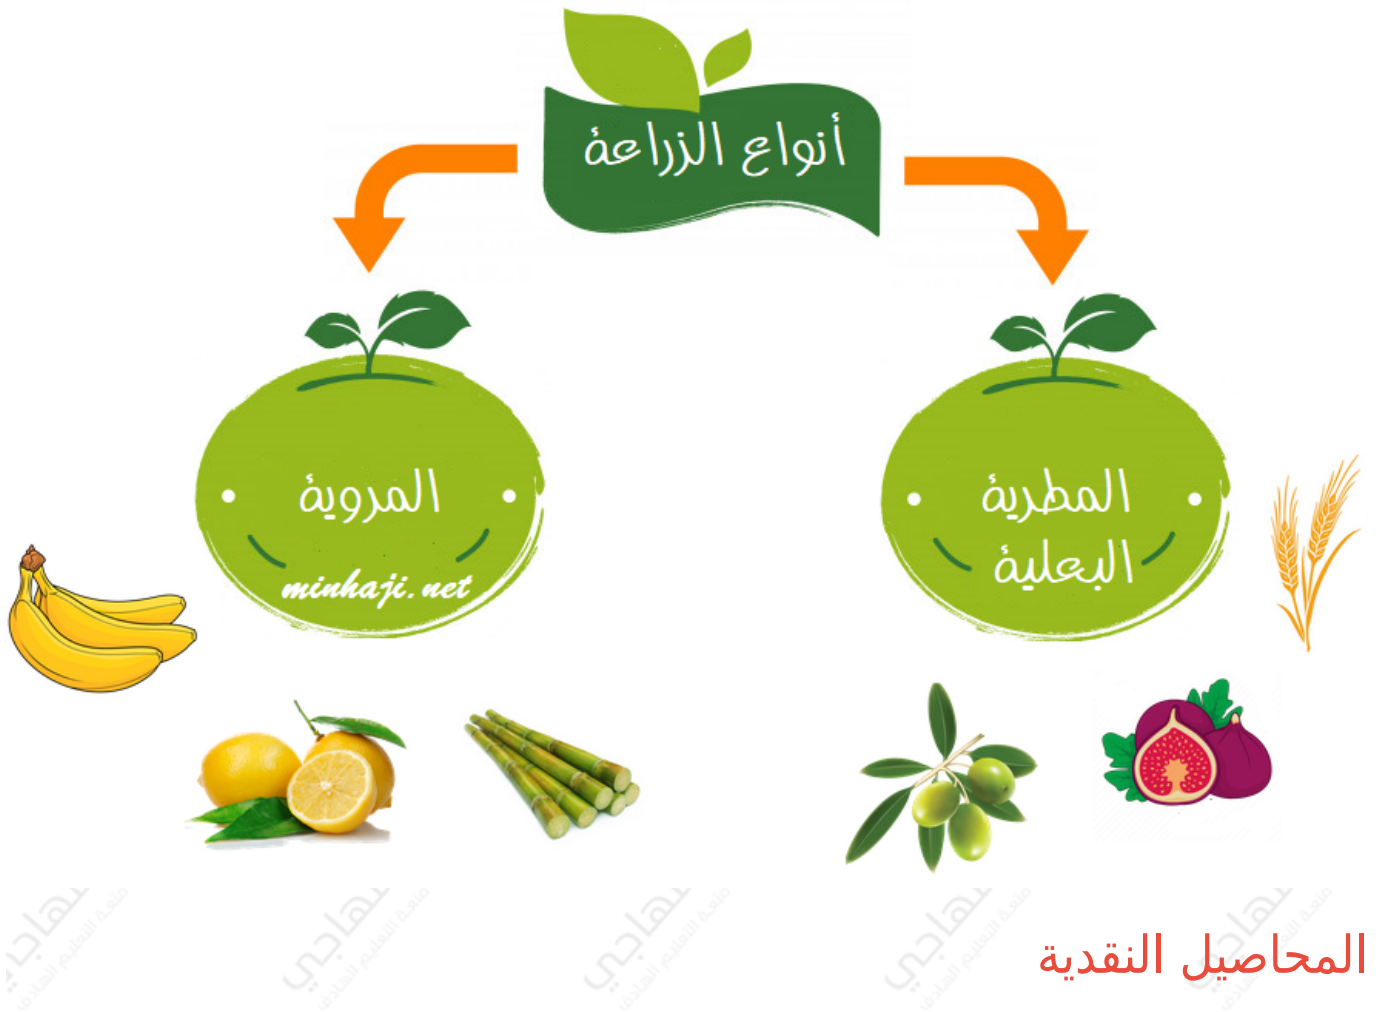 أنواع الزراعة
المطرية
البعلية
المروية
minhaji.net
المحاصيل النقدية